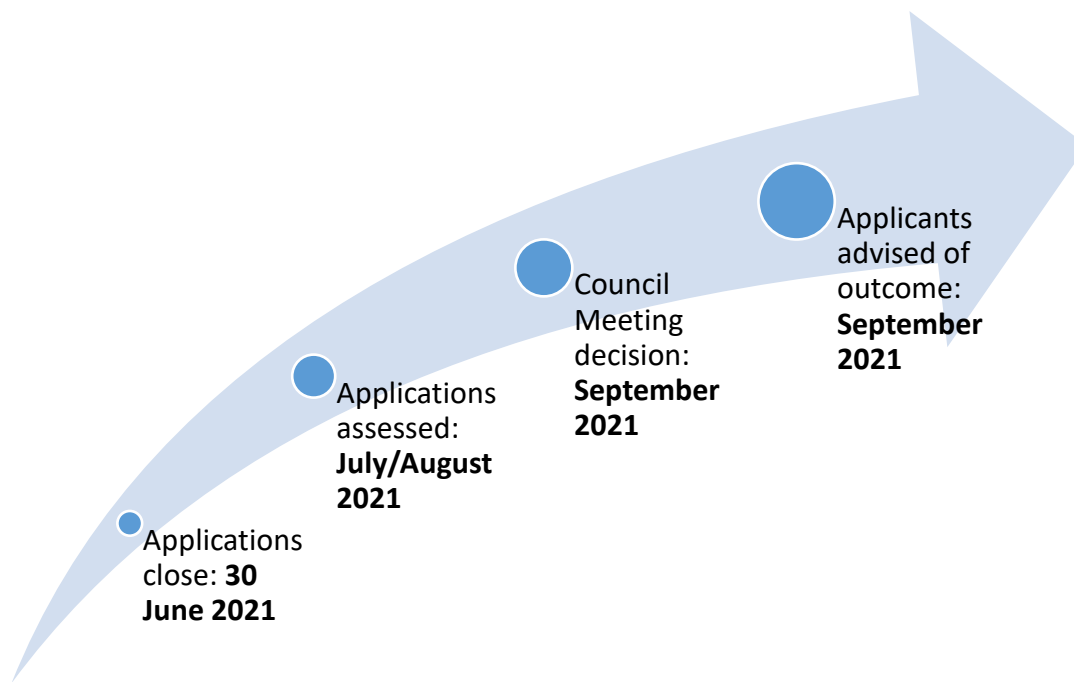 Applications
close: 30
June 2021
Applications
assessed:
July/August
2021
Council
Meeting
decision:
September
2021
Applicants
advised of
outcome:
September
2021